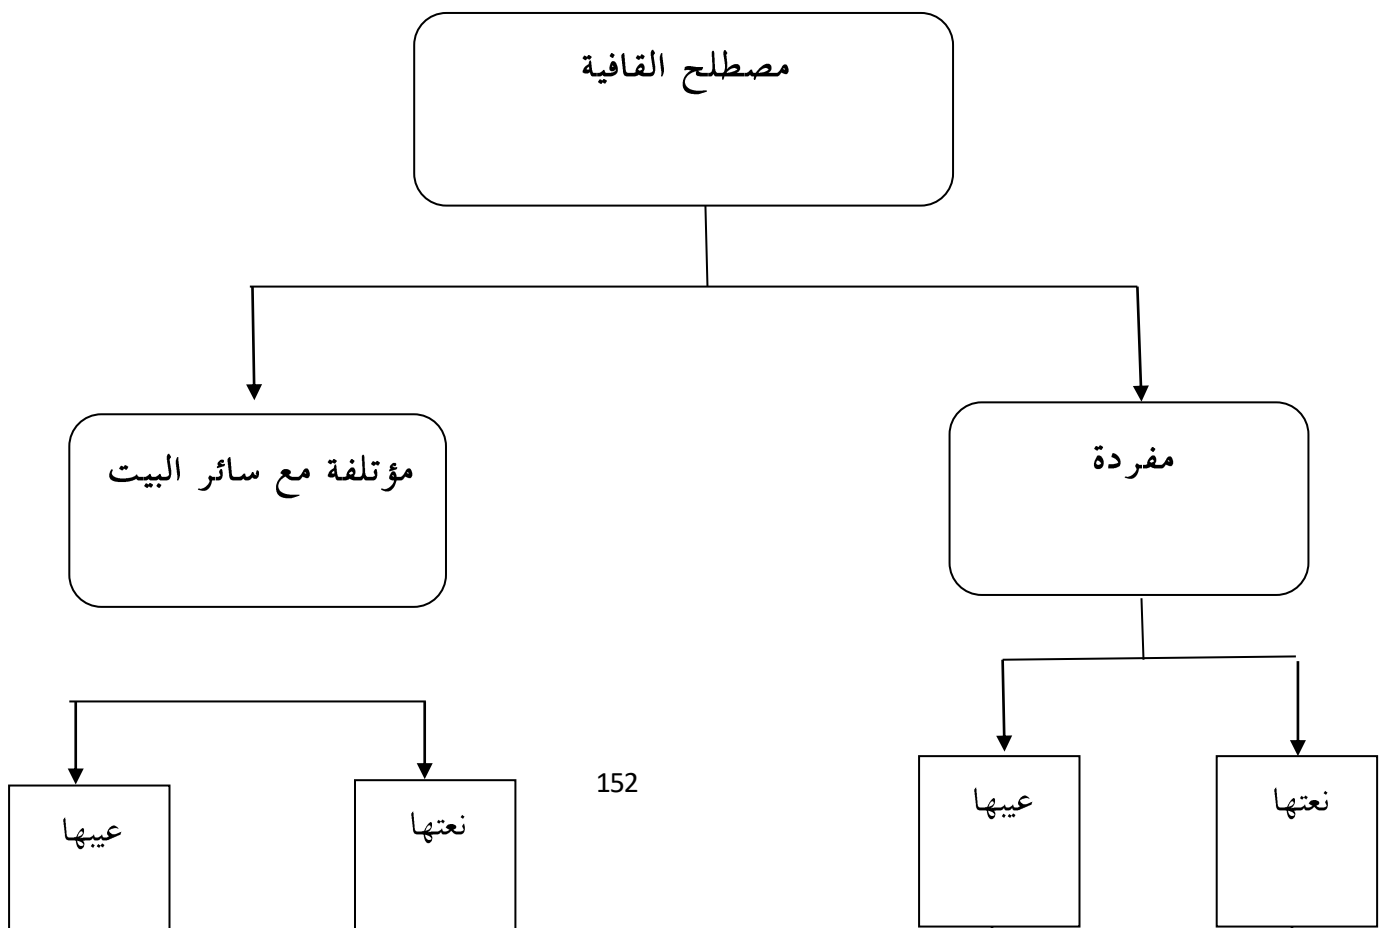 مصطلح القافية
مفردة
مؤتلفة مع سائر البيت
نعتها
عيبها
نعتها
عيبها
152